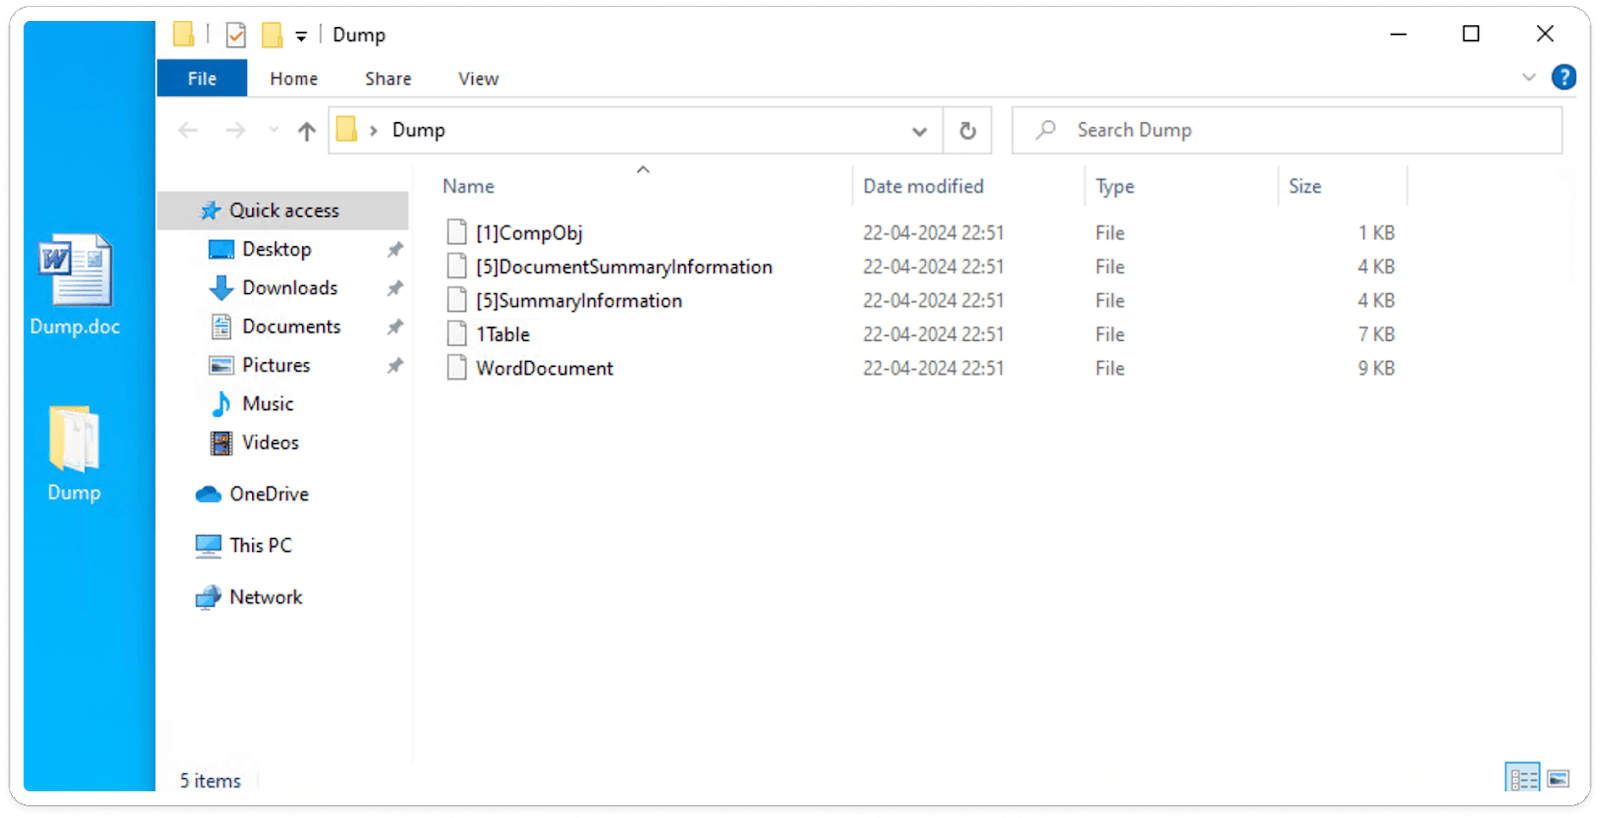 Dump
File Home Share View
?
Dump
Search Dump
Name Date modified Type Size
Quick access
Desktop
Downloads
Documents
Pictures
Music
Videos
OneDrive
This PC
Network
[1]CompObj 22-04-2024 22:51 File 1 KB
[5]DocumentSummaryInformation 22-04-2024 22:51 File 4 KB
[5]SummaryInformation 22-04-2024 22:51 File 4 KB
1Table 22-04-2024 22:51 File 7 KB
WordDocument 22-04-2024 22:51 File 9 KB
W
Dump.doc
Dump
5 items